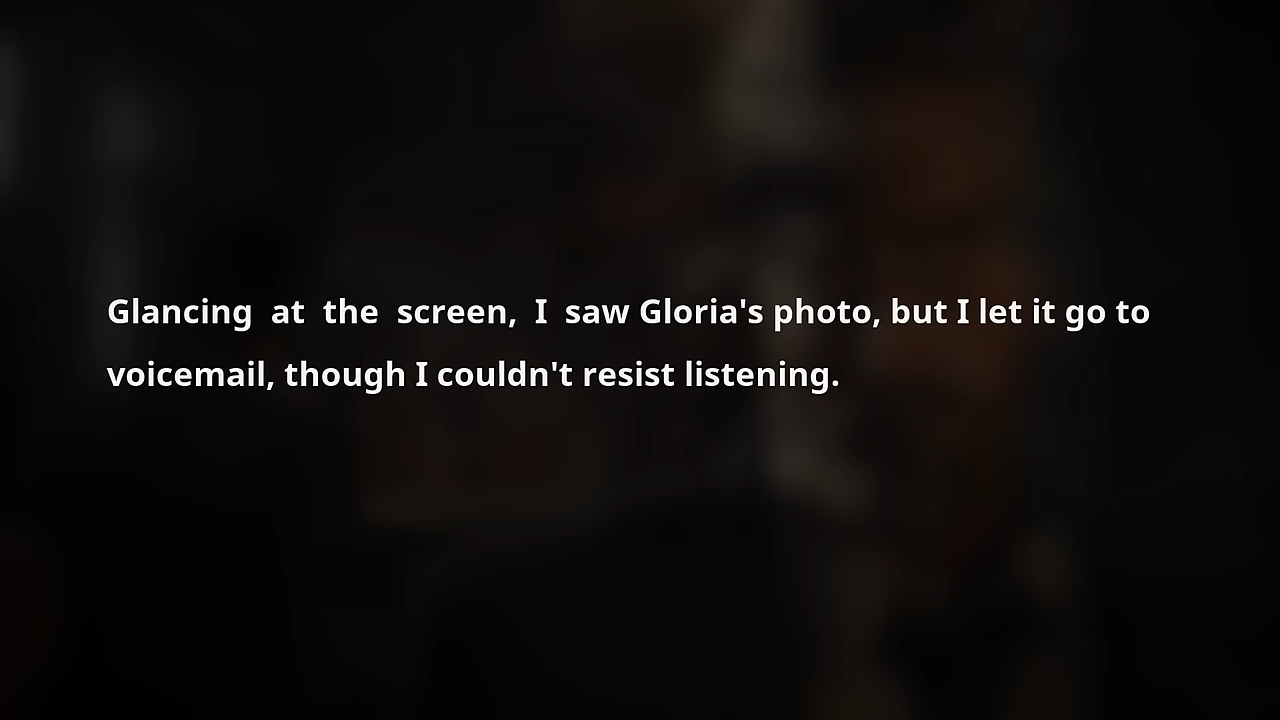 Glancing at the screen, I saw Gloria's photo, but I let it go to
voicemail, though I couldn't resist listening.